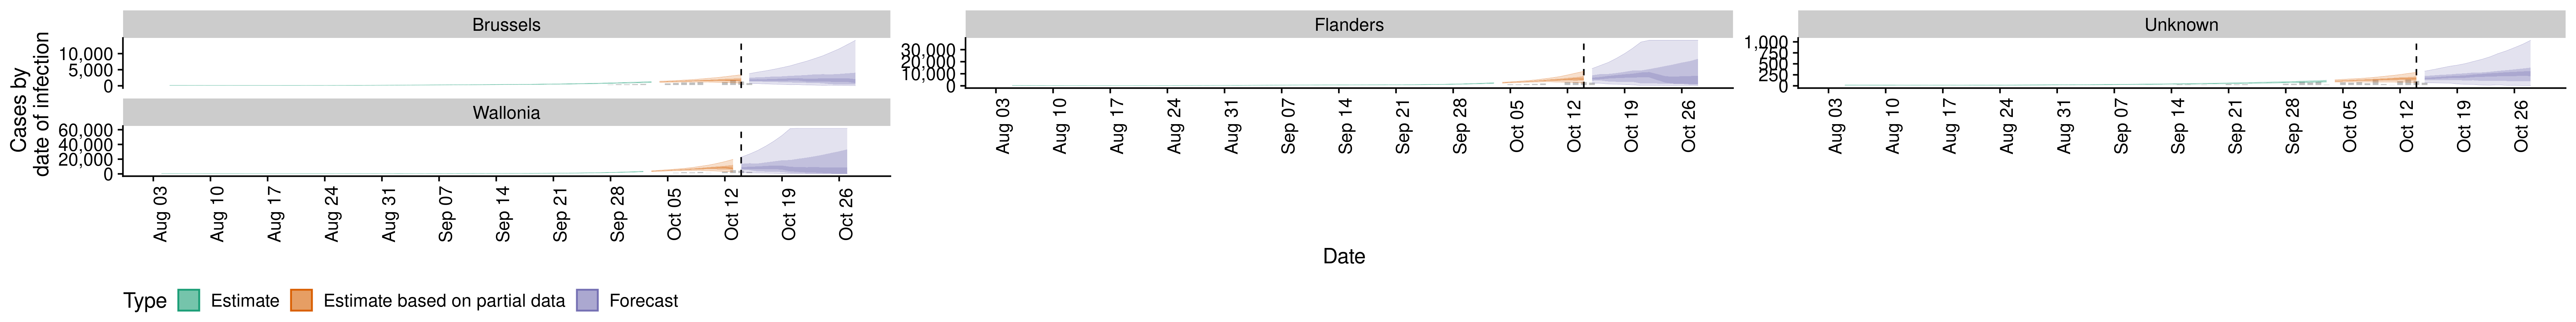 Brussels
Flanders
Unknown
Cases by
date of infection
10,000
5,000
0
30,000
20,000
10,000
0
1,000
750
500
250
0
Wallonia
60,000
40,000
20,000
0
Aug 03
Aug 10
Aug 17
Aug 24
Aug 31
Sep 07
Sep 14
Sep 21
Sep 28
Oct 05
Oct 12
Oct 19
Oct 26
Aug 03
Aug 10
Aug 17
Aug 24
Aug 31
Sep 07
Sep 14
Sep 21
Sep 28
Oct 05
Oct 12
Oct 19
Oct 26
Aug 03
Aug 10
Aug 17
Aug 24
Aug 31
Sep 07
Sep 14
Sep 21
Sep 28
Oct 05
Oct 12
Oct 19
Oct 26
Date
Type Estimate Estimate based on partial data Forecast